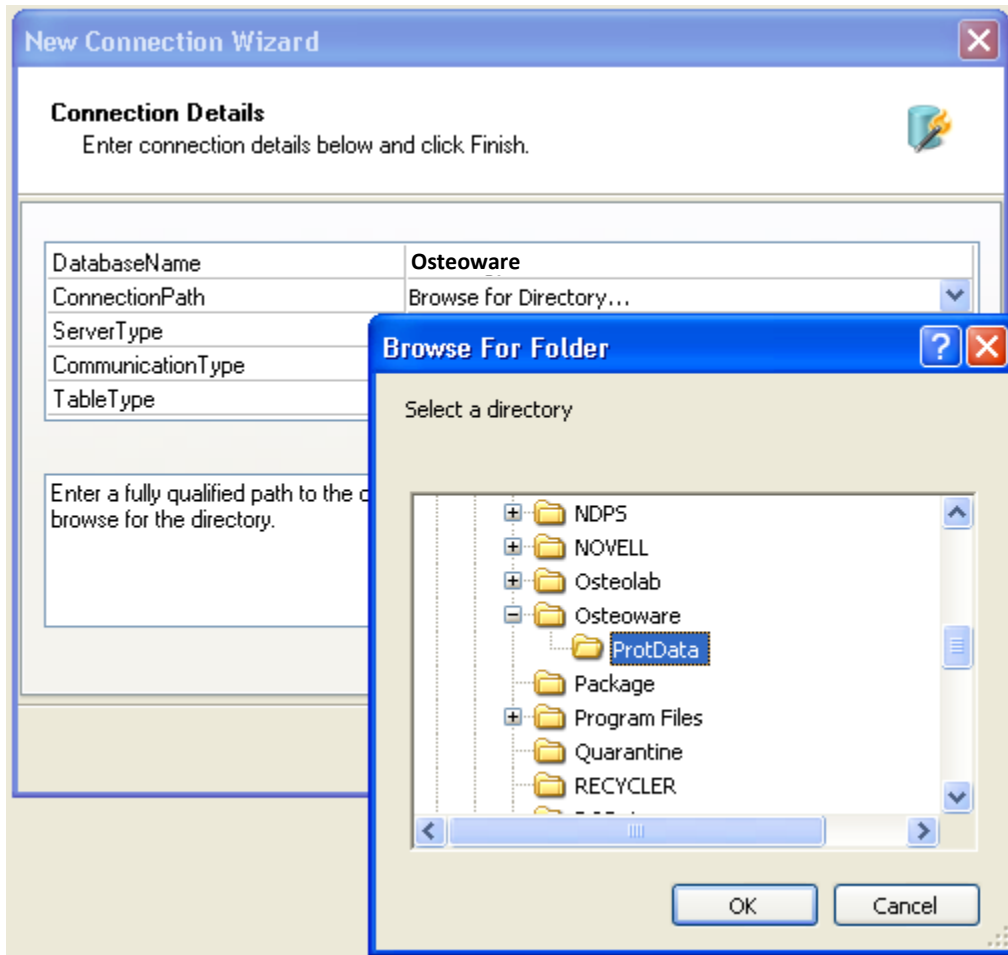 New Connection Wizard
Connection Details
Enter connection details below and click Finish.
DatabaseName Osteoware
ConnectionPath Browse for Directory...
ServerType
CommunicationType
TableType
Enter a fully qualified path to the
browse for the directory.
Browse For Folder
Select a directory
NDPS
NOVELL
Osteolab
Osteoware
ProtData
Package
Program Files
Quarantine
RECYCLER
OK Cancel